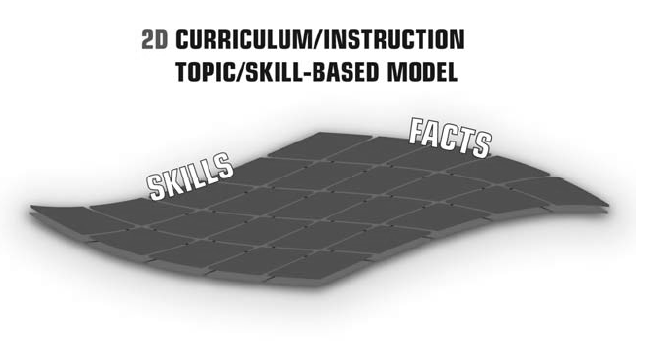 2D CURRICULUM/INSTRUCTION
TOPIC/SKILL-BASED MODEL
SKILLS
FACTS